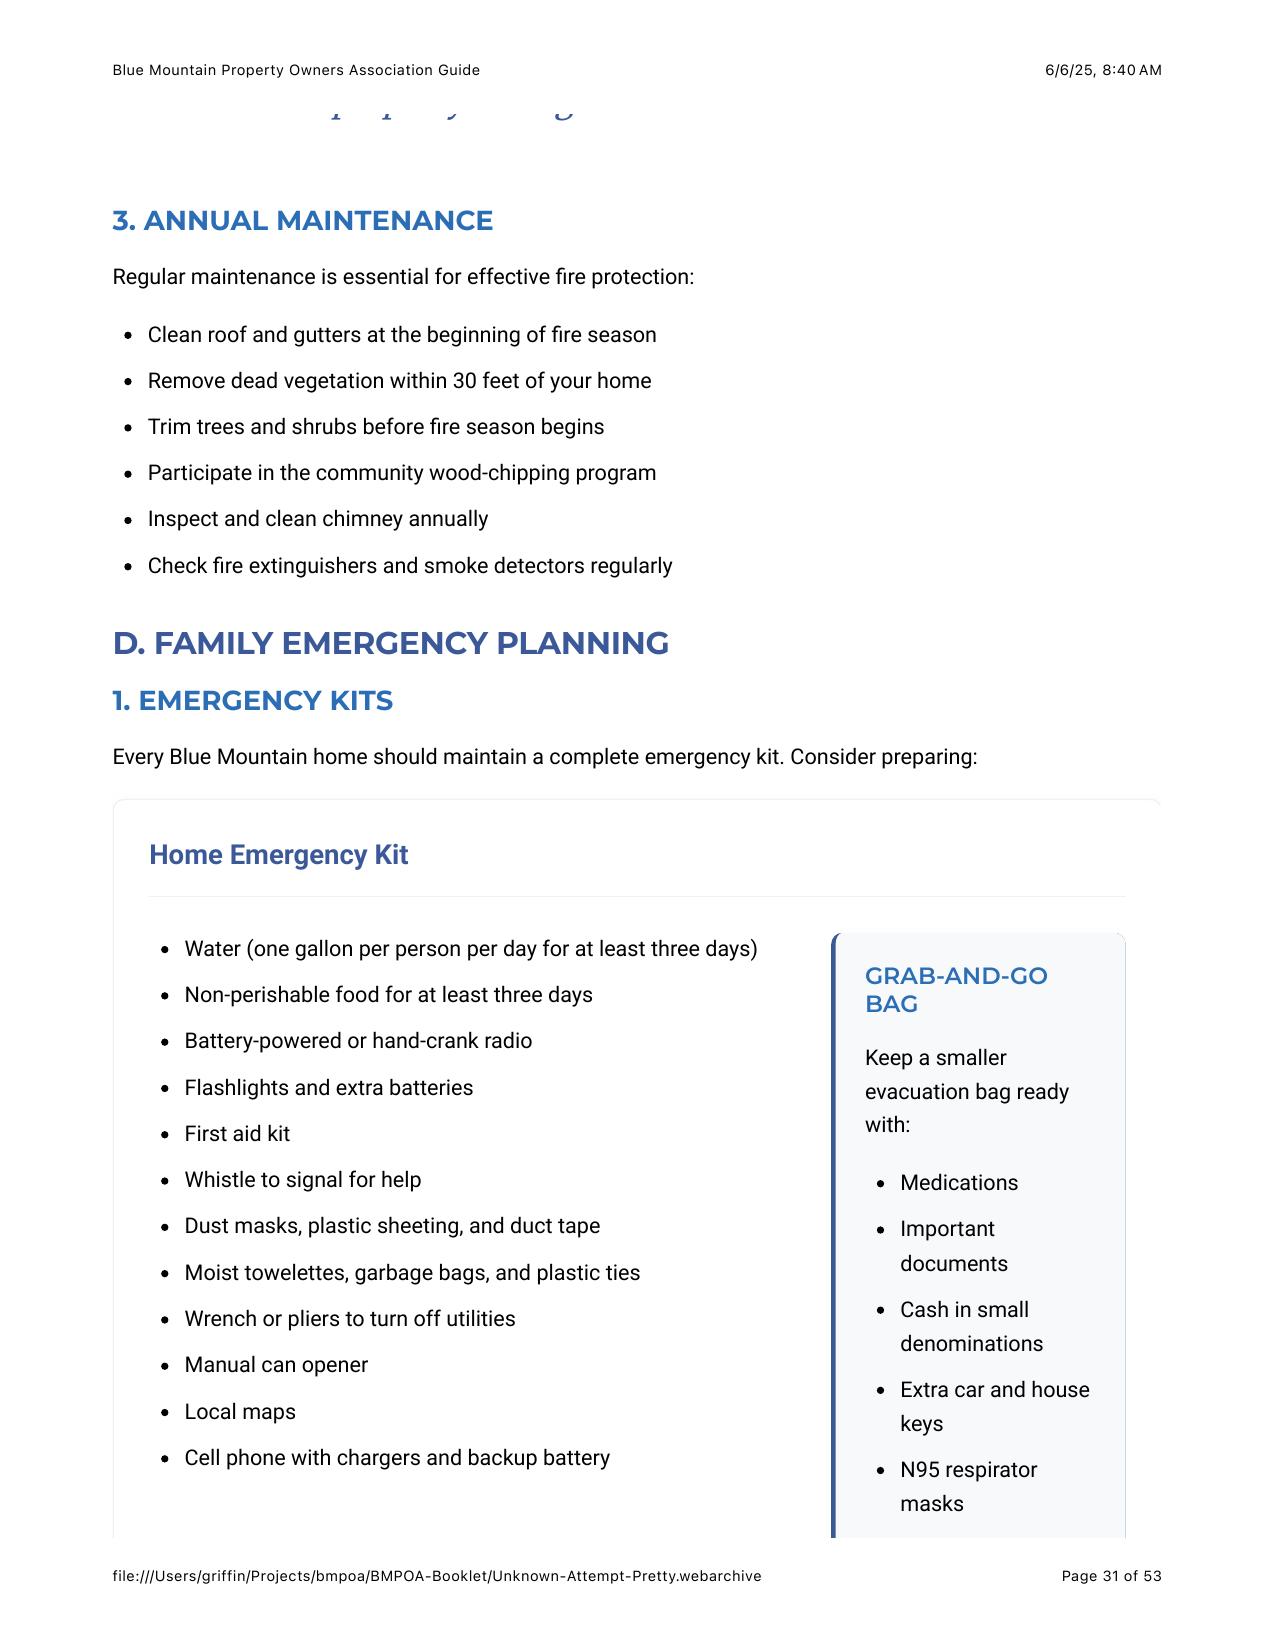 Blue Mountain Property Owners Association Guide
6/6/25, 8:40 AM
3. ANNUAL MAINTENANCE
Regular maintenance is essential for effective fire protection:
• Clean roof and gutters at the beginning of fire season
• Remove dead vegetation within 30 feet of your home
• Trim trees and shrubs before fire season begins
• Participate in the community wood-chipping program
• Inspect and clean chimney annually
• Check fire extinguishers and smoke detectors regularly
D. FAMILY EMERGENCY PLANNING
1. EMERGENCY KITS
Every Blue Mountain home should maintain a complete emergency kit. Consider preparing:
Home Emergency Kit
• Water (one gallon per person per day for at least three days)
• Non-perishable food for at least three days
• Battery-powered or hand-crank radio
• Flashlights and extra batteries
• First aid kit
• Whistle to signal for help
• Dust masks, plastic sheeting, and duct tape
• Moist towelettes, garbage bags, and plastic ties
• Wrench or pliers to turn off utilities
• Manual can opener
• Local maps
• Cell phone with chargers and backup battery
GRAB-AND-GO
BAG
Keep a smaller
evacuation bag ready
with:
• Medications
• Important
documents
• Cash in small
denominations
• Extra car and house
keys
• N95 respirator
masks
file:///Users/griffin/Projects/bmpoa/BMPOA-Booklet/Unknown-Attempt-Pretty.webarchive
Page 31 of 53